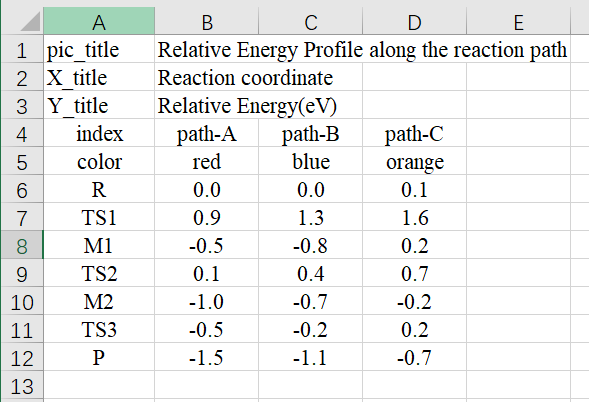 A B C D E
1 pic_title Relative Energy Profile along the reaction path
2 X_title Reaction coordinate
3 Y_title Relative Energy(eV)
4 index path-A path-B path-C
5 color red blue orange
6 R 0.0 0.0 0.1
7 TS1 0.9 1.3 1.6
8 M1 -0.5 -0.8 0.2
9 TS2 0.1 0.4 0.7
10 M2 -1.0 -0.7 -0.2
11 TS3 -0.5 -0.2 0.2
12 P -1.5 -1.1 -0.7
13